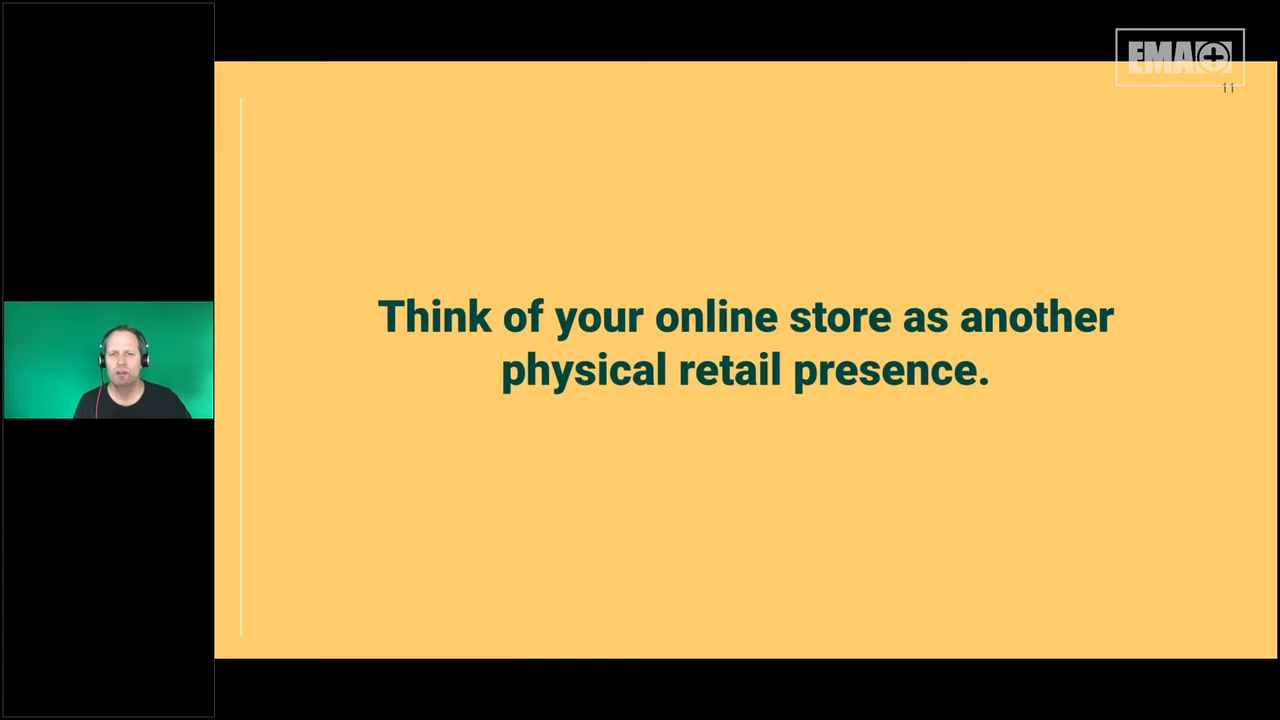 EMA+
11
Think of your online store as another
physical retail presence.